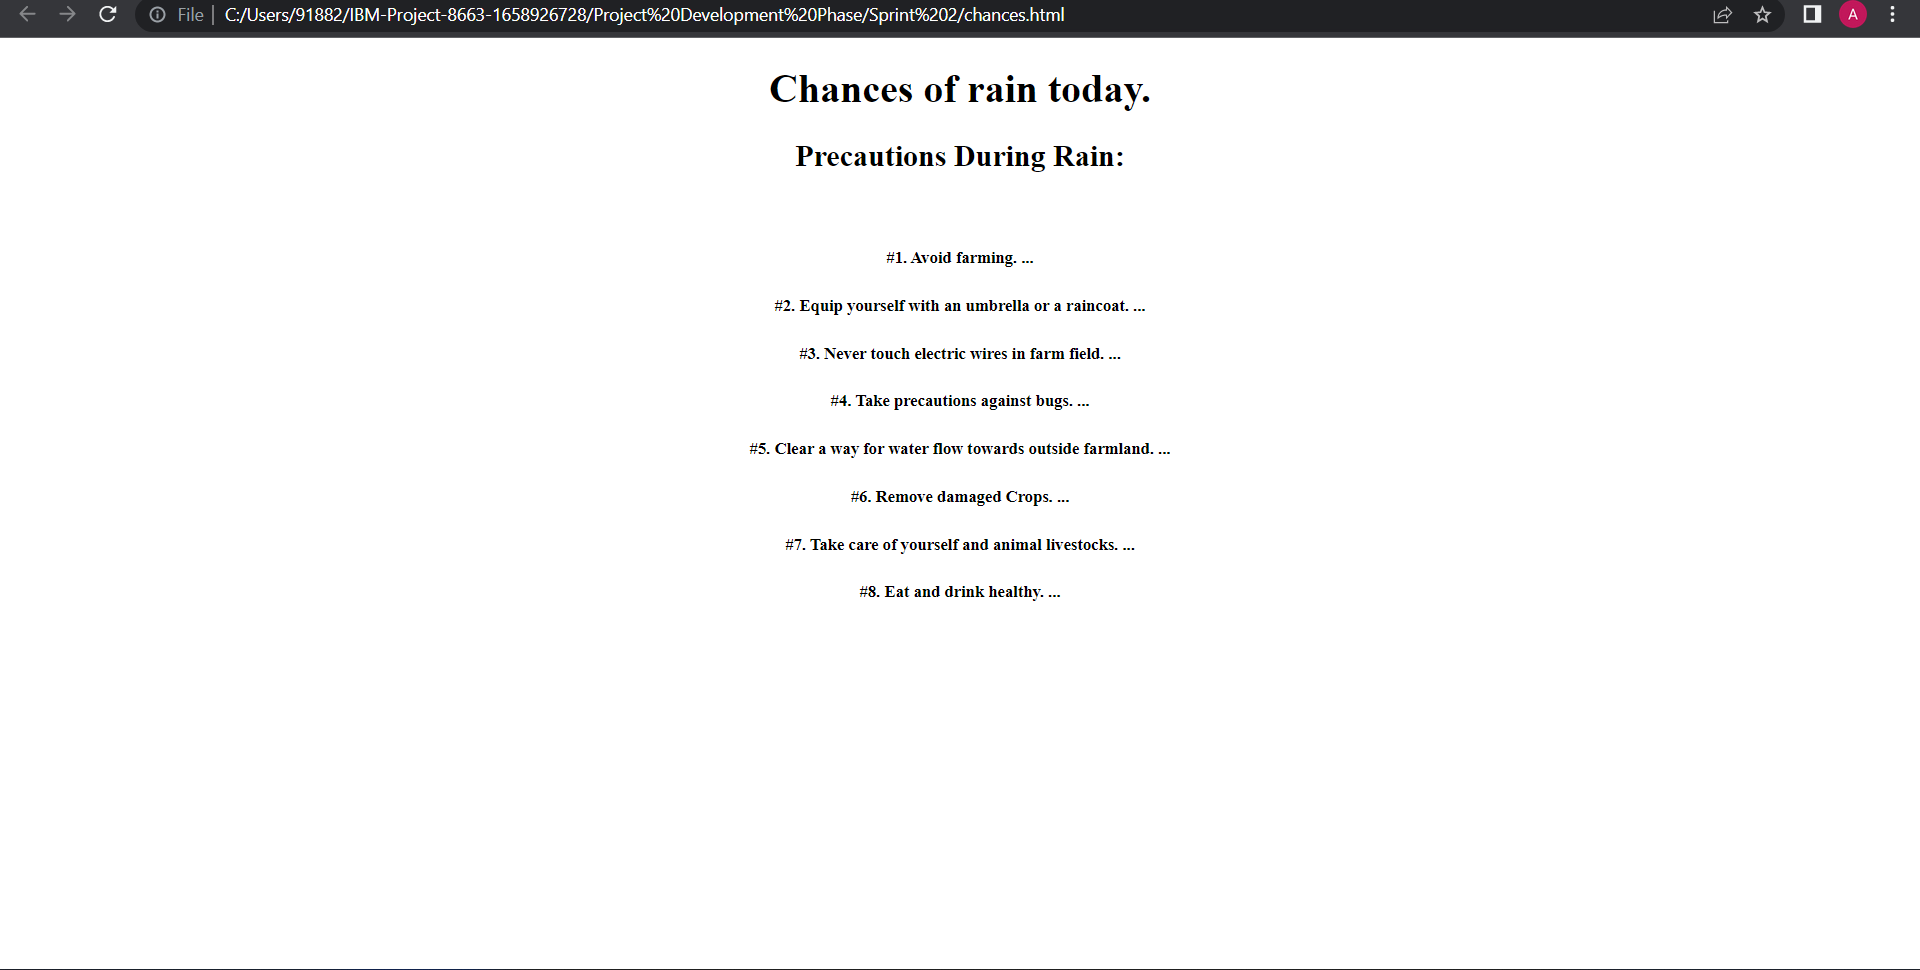 File | C:/Users/91882/IBM-Project-8663-1658926728/Project%20Development%20Phase/Sprint%202/chances.html
A
Chances of rain today.
Precautions During Rain:
#1. Avoid farming. ...
#2. Equip yourself with an umbrella or a raincoat. ...
#3. Never touch electric wires in farm field. ...
#4. Take precautions against bugs. ...
#5. Clear a way for water flow towards outside farmland. ...
#6. Remove damaged Crops. ...
#7. Take care of yourself and animal livestocks. ...
#8. Eat and drink healthy. ...